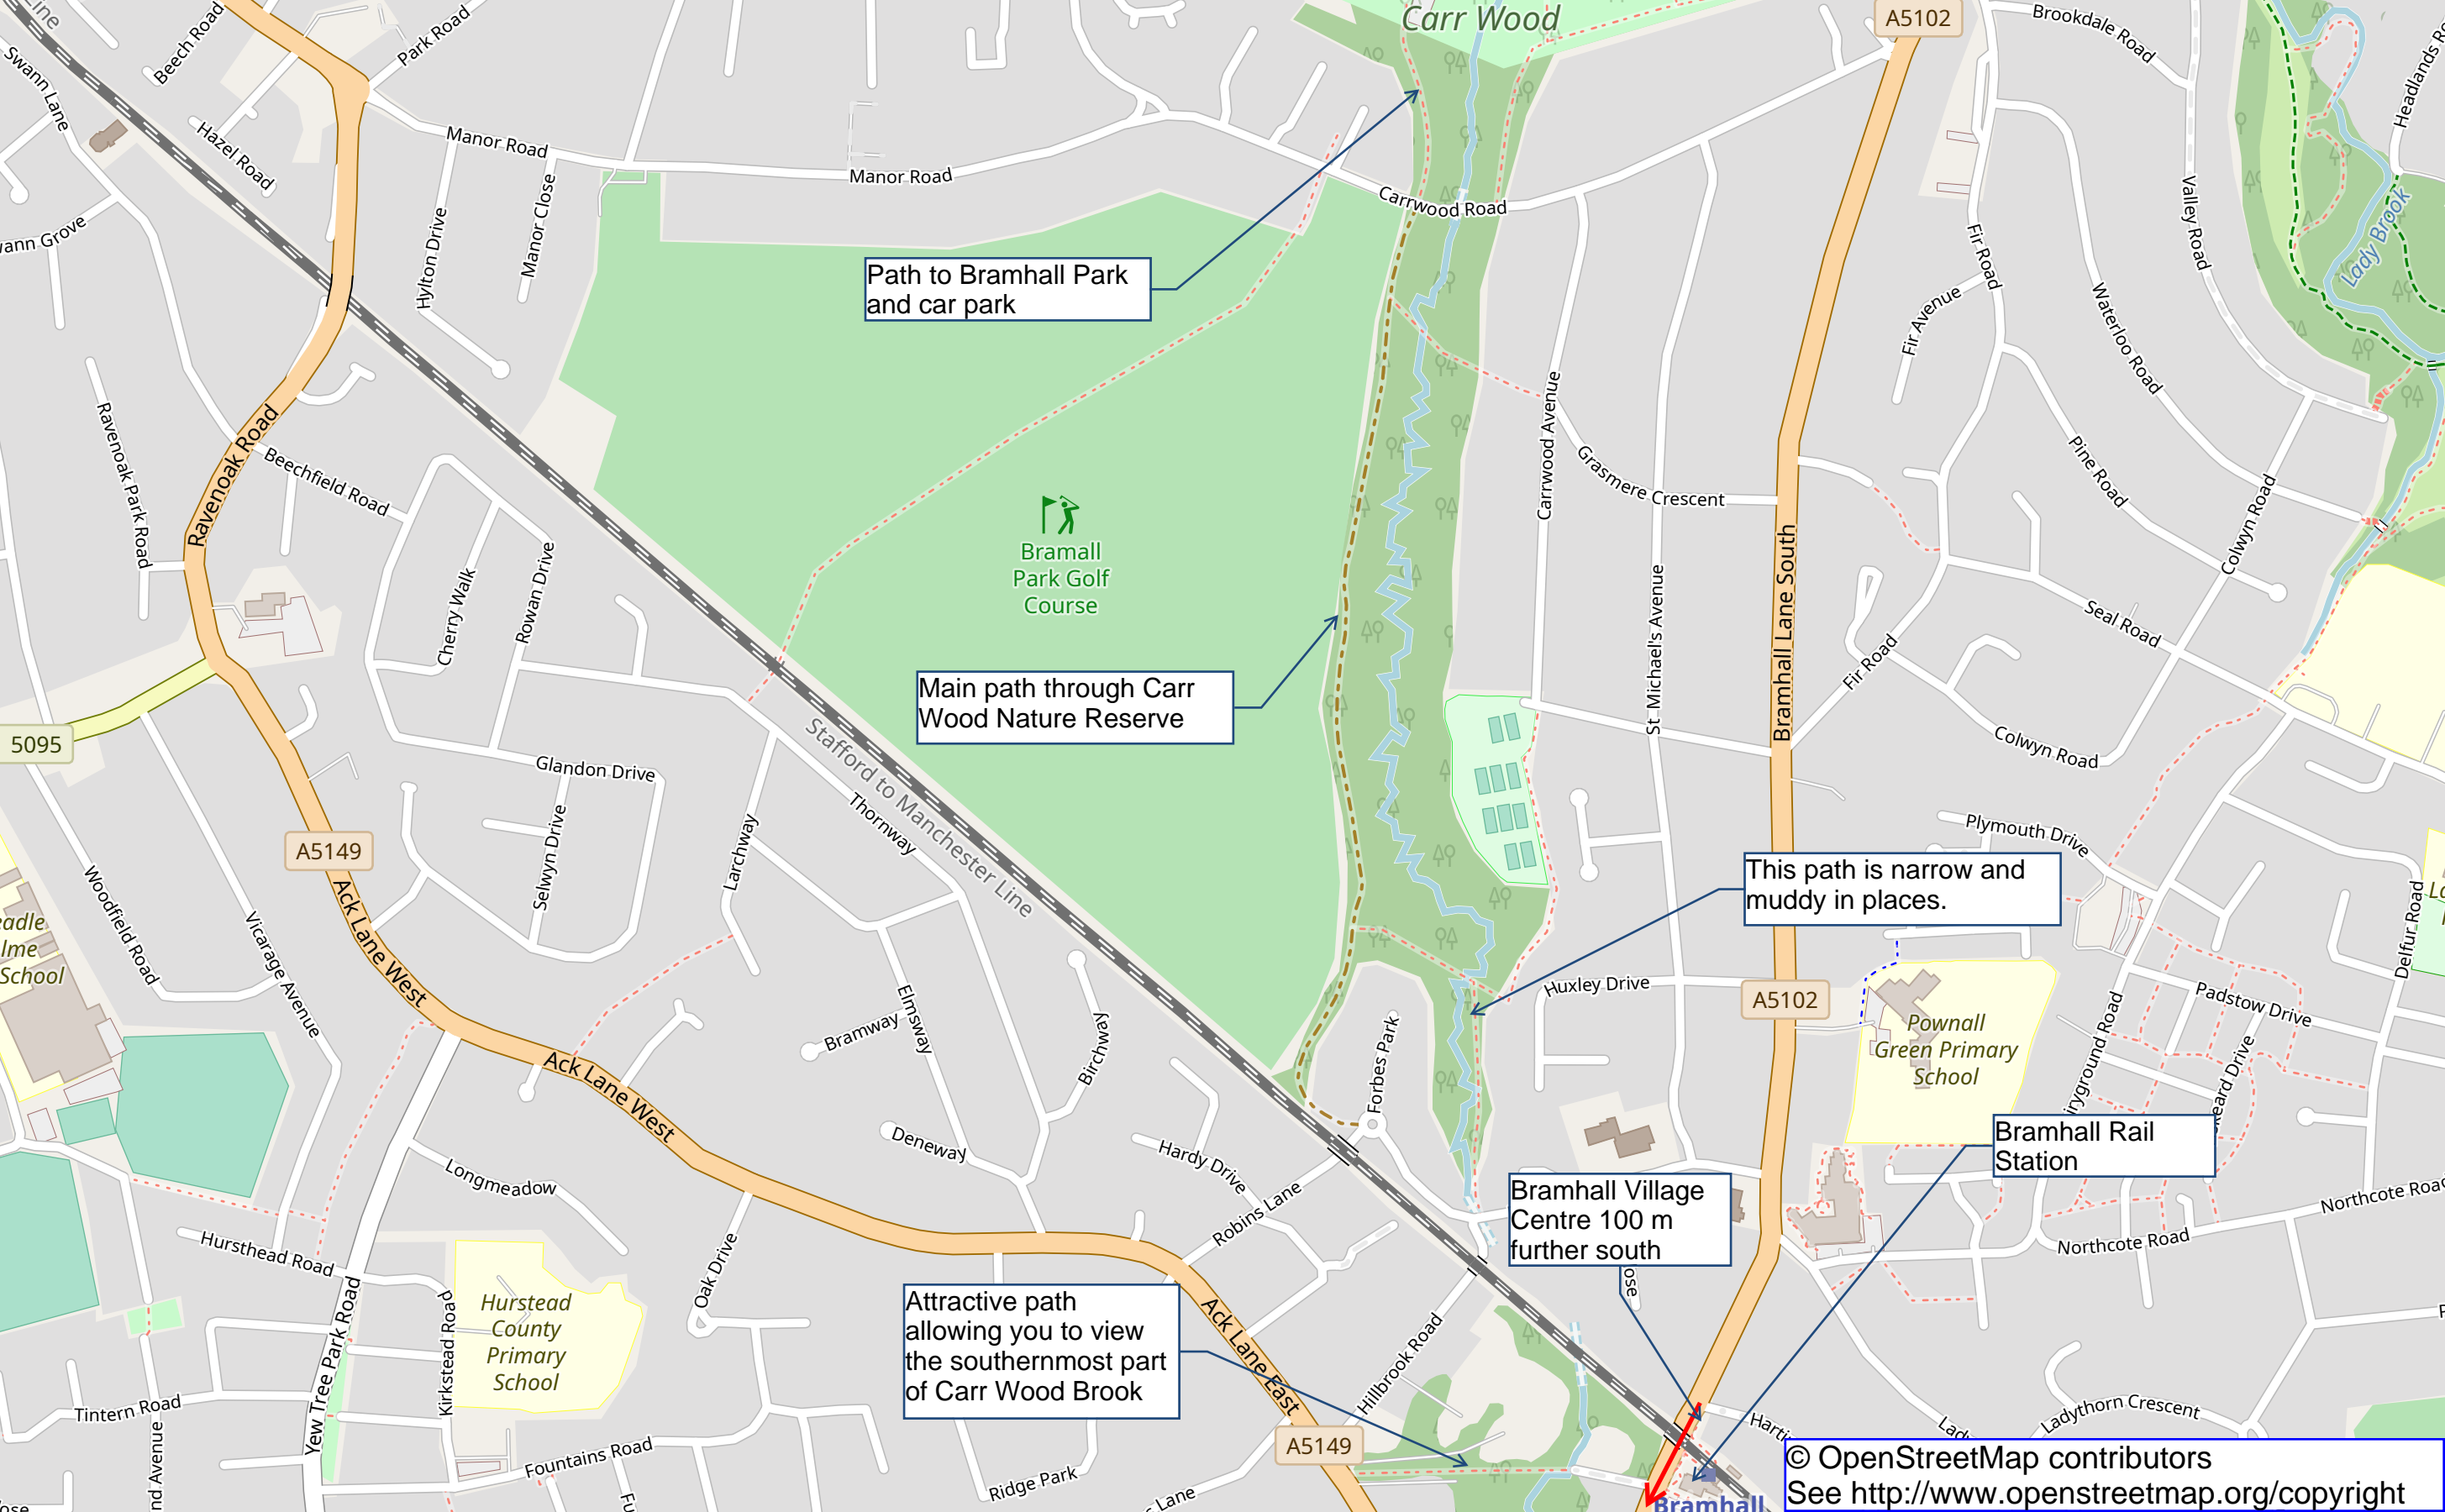 Line
Beech Road
Park Road
Carr Wood
A5102
Brookdale Road
Headlands
Swann Lane
Hazel Road
Manor Road
Manor Road
Carrwood Road
Manor Close
Hylton Drive
Valley Road
Lady Brook
Fir Road
Fir Avenue
Waterloo Road
Path to Bramhall Park
and car park
Grove
Ravenoak Road
Ravenoak Park Road
Beechfield Road
Carrwood Avenue
Grasmere Crescent
Pine Road
Colwyn Road
Bramall
Park Golf
Course
Cherry Walk
Rowan Drive
Bramhall Lane South
St Michael's Avenue
Seal Road
Fir Road
Colwyn Road
Main path through Carr
Wood Nature Reserve
5095
Stafford to Manchester Line
Glandon Drive
Thornway
Selwyn Drive
Larchway
A5149
Plymouth Drive
This path is narrow and
muddy in places.
Woodfield Road
Vicarage Avenue
Ack Lane West
School
Delfur Road
Huxley Drive
A5102
Padstow Drive
Elmsway
Bramway
Birchway
Forbes Park
Pownall
Green Primary
School
Ack Lane West
Deneway
Hardy Drive
Bramhall Rail
Station
Longmeadow
Robins Lane
Bramhall Village
Centre 100 m
further south
Northcote Road
Northcote Road
Hursthead Road
Oak Drive
Hurstead
County
Primary
School
Attractive path
allowing you to view
the southernmost part
of Carr Wood Brook
Ack Lane East
Hillbrook Road
Yew Tree Park Road
Kirkstead Road
Tintern Road
Avenue
Fountains Road
Ridge Park
Lane
A5149
Ladythorn Crescent
Bramhall
© OpenStreetMap contributors
See http://www.openstreetmap.org/copyright